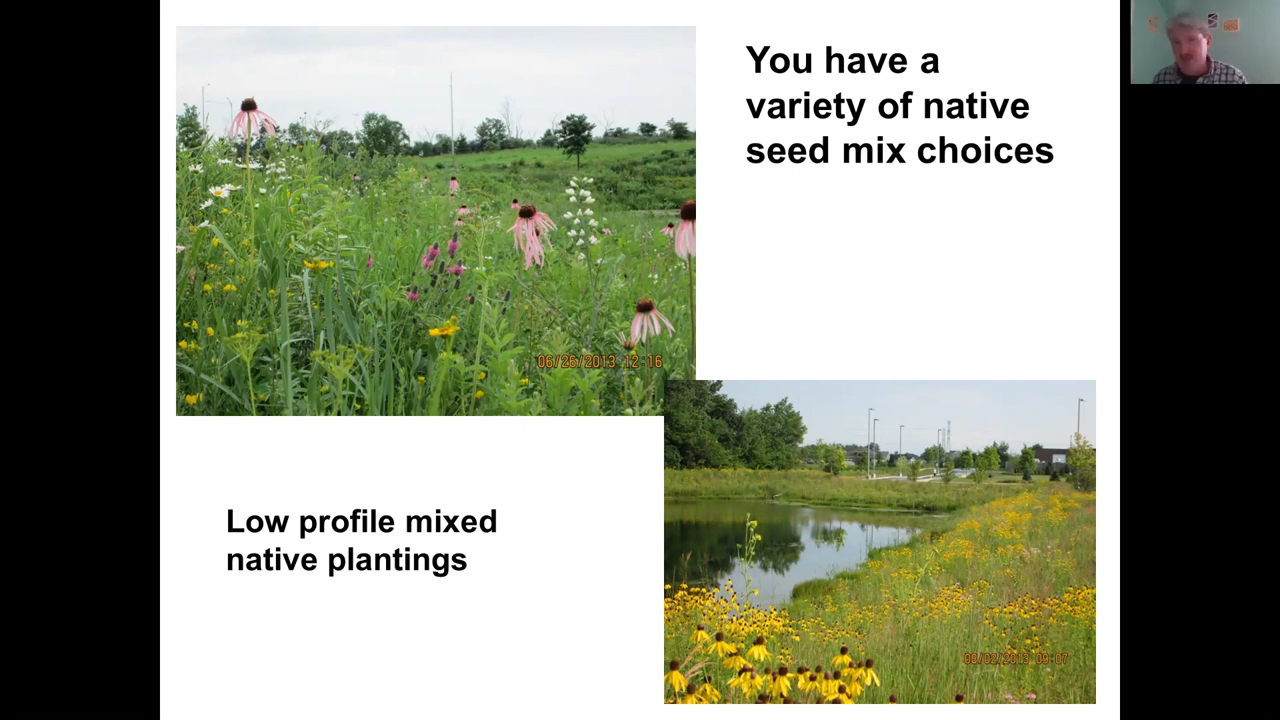 You have a
variety of native
seed mix choices
06/26/2013 12:16
Low profile mixed
native plantings
08/02/2013 09:07